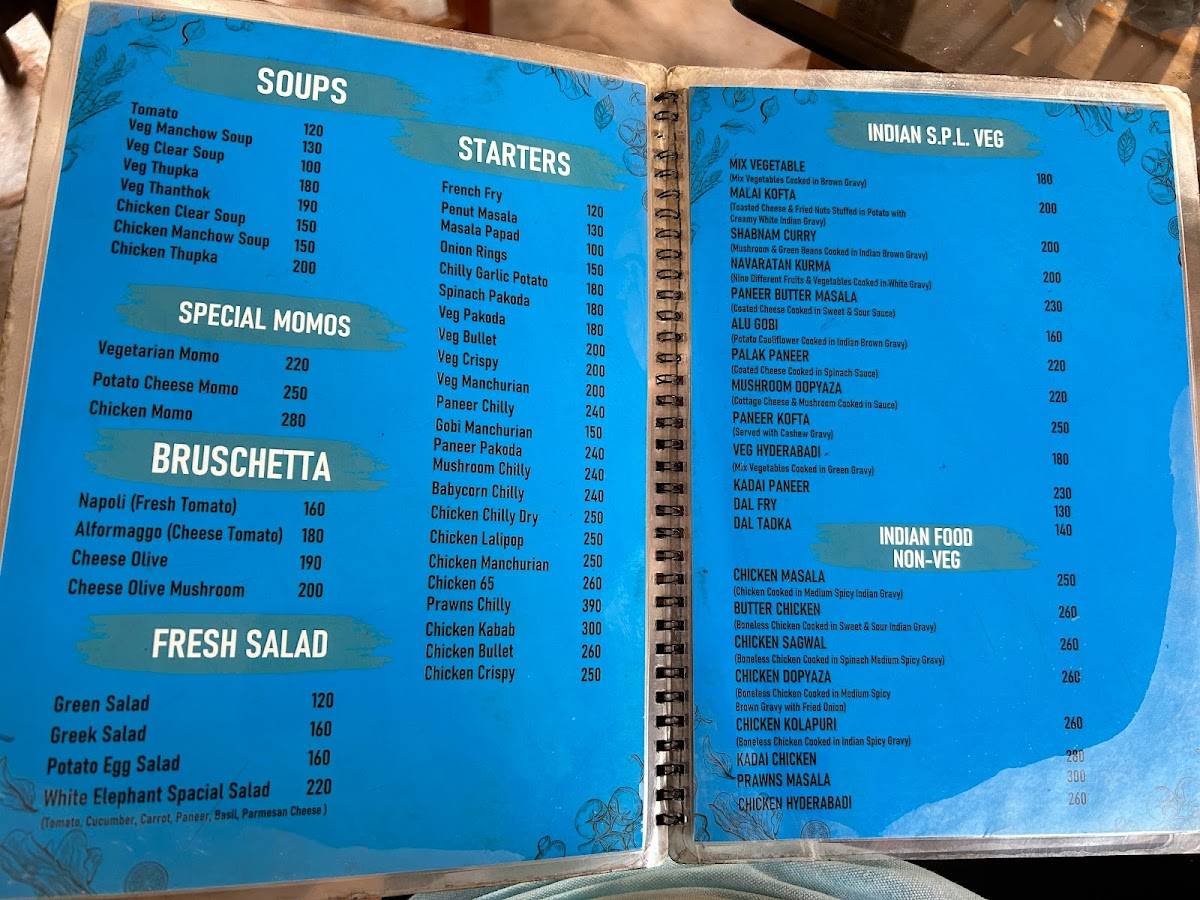 SOUPS
Tomato 120
Veg Manchow Soup 130
Veg Clear Soup 100
Veg Thupka 180
Veg Thanthok 190
Chicken Clear Soup 150
Chicken Manchow Soup 150
Chicken Thupka 200
SPECIAL MOMOS
Vegetarian Momo 220
Potato Cheese Momo 250
Chicken Momo 280
BRUSCHETTA
Napoli (Fresh Tomato) 160
Alformaggo (Cheese Tomato) 180
Cheese Olive 190
Cheese Olive Mushroom 200
FRESH SALAD
Green Salad 120
Greek Salad 160
Potato Egg Salad 160
White Elephant Spacial Salad 220
(Tomato, Cucumber, Carrot, Paneer, Basil, Parmesan Cheese )
STARTERS
French Fry 120
Penut Masala 130
Masala Papad 100
Onion Rings 150
Chilly Garlic Potato 180
Spinach Pakoda 180
Veg Pakoda 180
Veg Bullet 200
Veg Crispy 200
Veg Manchurian 200
Paneer Chilly 240
Gobi Manchurian 150
Paneer Pakoda 240
Mushroom Chilly 240
Babycorn Chilly 240
Chicken Chilly Dry 250
Chicken Lalipop 250
Chicken Manchurian 250
Chicken 65 260
Prawns Chilly 390
Chicken Kabab 300
Chicken Bullet 260
Chicken Crispy 250
INDIAN S.P.L. VEG
MIX VEGETABLE 180
(Mix Vegetables Cooked in Brown Gravy)
MALAI KOFTA 200
(Toasted Cheese & Fried Nuts Stuffed in Potato with
Creamy White Indian Gravy)
SHABNAM CURRY 200
(Mushroom & Green Beans Cooked in Indian Brown Gravy)
NAVARATAN KURMA 200
(Nine Different Fruits & Vegetables Cooked in White Gravy)
PANEER BUTTER MASALA 230
(Coated Cheese Cooked in Sweet & Sour Sauce)
ALU GOBI 160
(Potato Cauliflower Cooked in Indian Brown Gravy)
PALAK PANEER 220
(Coated Cheese Cooked in Spinach Sauce)
MUSHROOM DOPYAZA 220
(Cottage Cheese & Mushroom Cooked in Sauce)
PANEER KOFTA 250
(Served with Cashew Gravy)
VEG HYDERABADI - 180
(Mix Vegetables Cooked in Green Gravy)
KADAI PANEER 230
DAL FRY 130
DAL TADKA 140
INDIAN FOOD
NON-VEG
CHICKEN MASALA 250
(Chicken Cooked in Medium Spicy Indian Gravy)
BUTTER CHICKEN 260
(Boneless Chicken Cooked in Sweet & Sour Indian Gravy)
CHICKEN SAGWAL 260
(Boneless Chicken Cooked in Spinach Medium Spicy Gravy)
CHICKEN DOPYAZA 260
(Boneless Chicken Cooked in Medium Spicy
Brown Gravy with Fried Onion)
CHICKEN KOLAPURI 260
(Boneless Chicken Cooked in Indian Spicy Gravy)
KADAI CHICKEN 280
PRAWNS MASALA 300
CHICKEN HYDERABADI 260